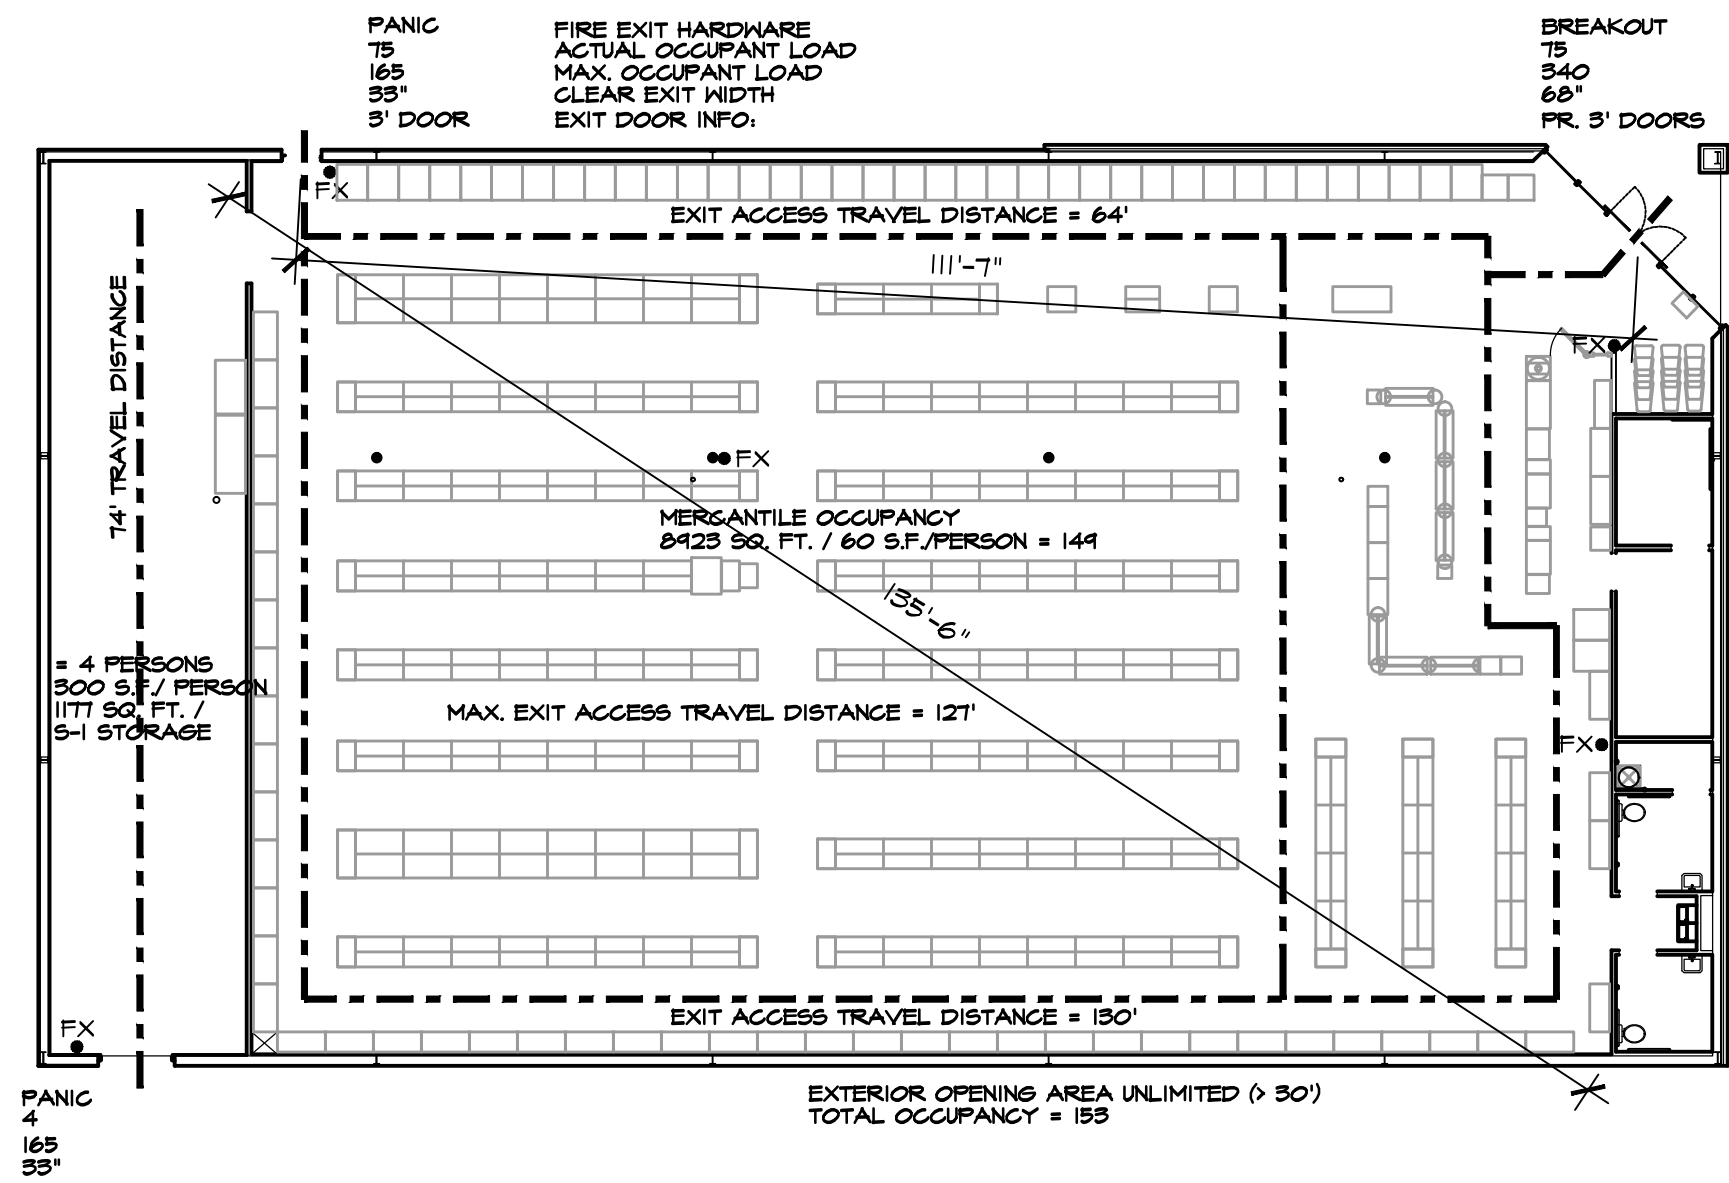 PANIC
75
165
33"
3' DOOR
FIRE EXIT HARDWARE
ACTUAL OCCUPANT LOAD
MAX. OCCUPANT LOAD
CLEAR EXIT WIDTH
EXIT DOOR INFO:
BREAKOUT
75
340
68"
PR. 3' DOORS
FX
EXIT ACCESS TRAVEL DISTANCE = 64'
111'-7"
74' TRAVEL DISTANCE
FX
FX
MERCANTILE OCCUPANCY
8923 SQ. FT. / 60 S.F./PERSON = 149
135'-6"
= 4 PERSONS
300 S.F./ PERSON
1177 SQ. FT. /
S-1 STORAGE
MAX. EXIT ACCESS TRAVEL DISTANCE = 127'
FX
EXIT ACCESS TRAVEL DISTANCE = 130'
FX
PANIC
4
165
33"
EXTERIOR OPENING AREA UNLIMITED (> 30')
TOTAL OCCUPANCY = 153